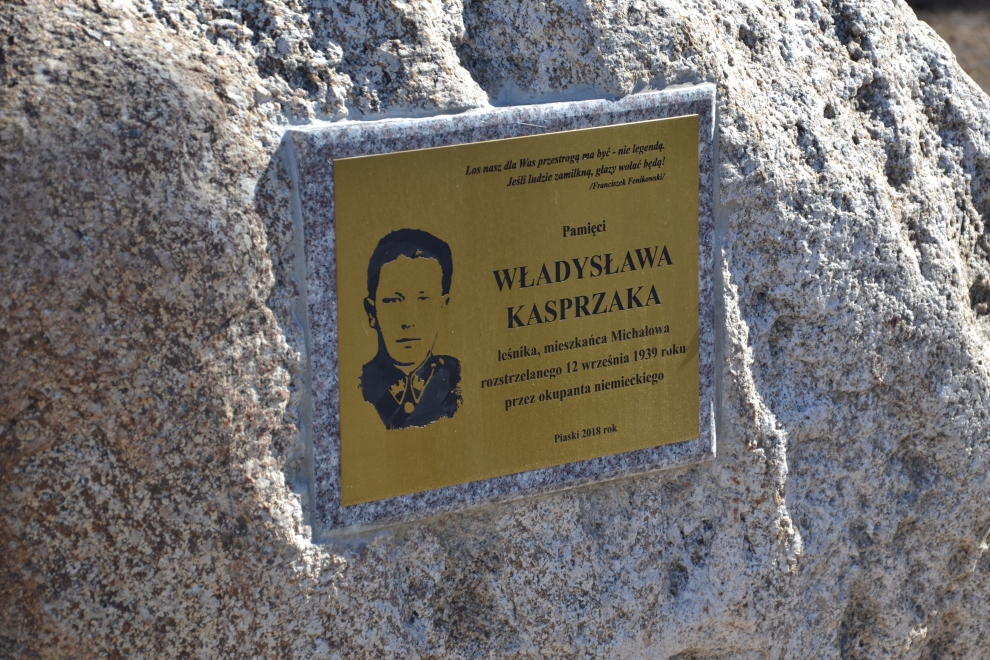 Los nasz dla Was przestrogą ma być - nie legendą.
Jeśli ludzie zamilkną, głazy wołać będą!
/Franciszek Fenikowski/
Pamięci
WŁADYSŁAWA
KASPRZAKA
leśnika, mieszkańca Michałowa
rozstrzelanego 12 września 1939 roku
przez okupanta niemieckiego
Piaski 2018 rok